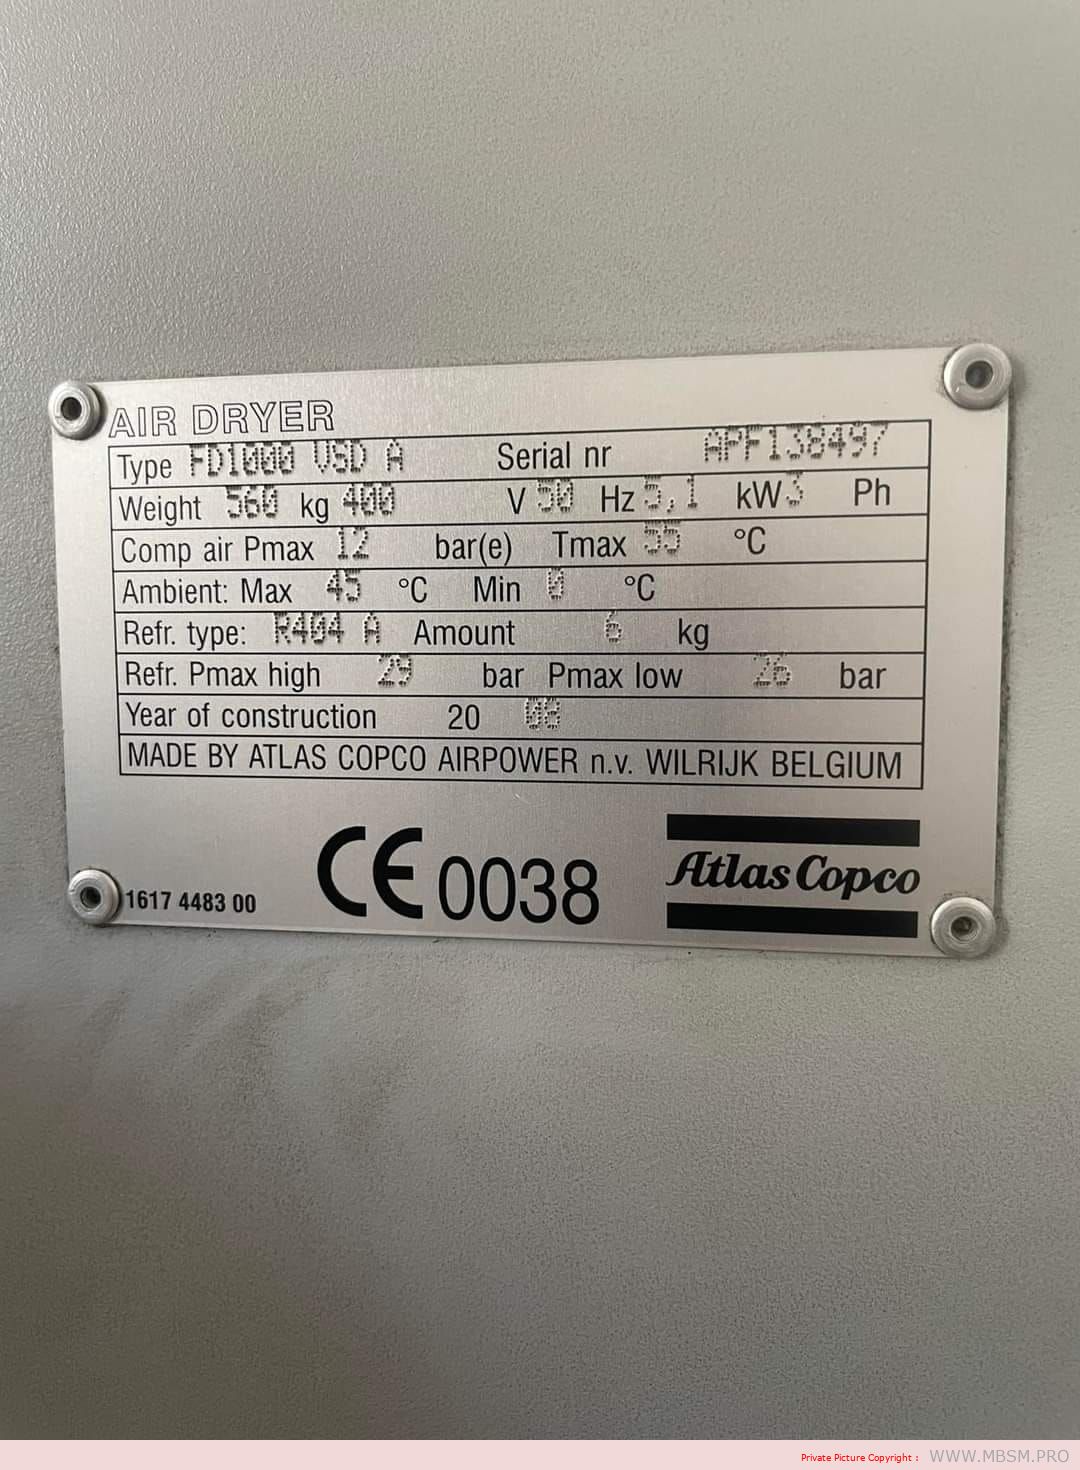 AIR DRYER
Type FD1000 VSD A Serial nr APF138497
Weight 560 kg 400 V 50 Hz 5,1 kW 3 Ph
Comp air Pmax 12 bar(e) Tmax 55 °C
Ambient: Max 45 °C Min 0 °C
Refr. type: R404 A Amount 6 kg
Refr. Pmax high 29 bar Pmax low 26 bar
Year of construction 20 08
MADE BY ATLAS COPCO AIRPOWER n.v. WILRIJK BELGIUM
1617 4483 00 CE 0038 Atlas Copco
Private Picture Copyright : WWW.MBSM.PRO